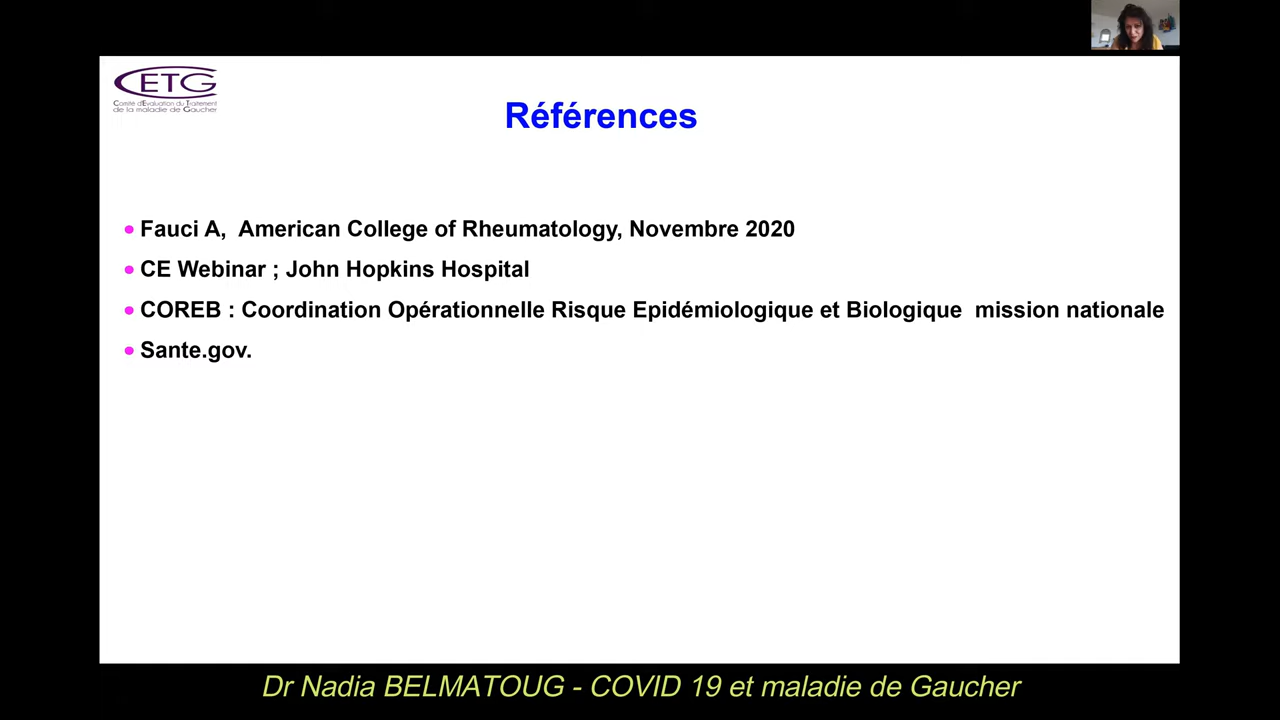 CETG
Comité d'Evaluation du Traitement
de la maladie de Gaucher
Références
Fauci A, American College of Rheumatology, Novembre 2020
CE Webinar ; John Hopkins Hospital
COREB : Coordination Opérationnelle Risque Epidémiologique et Biologique mission nationale
Sante.gov.
Dr Nadia BELMATOUG - COVID 19 et maladie de Gaucher